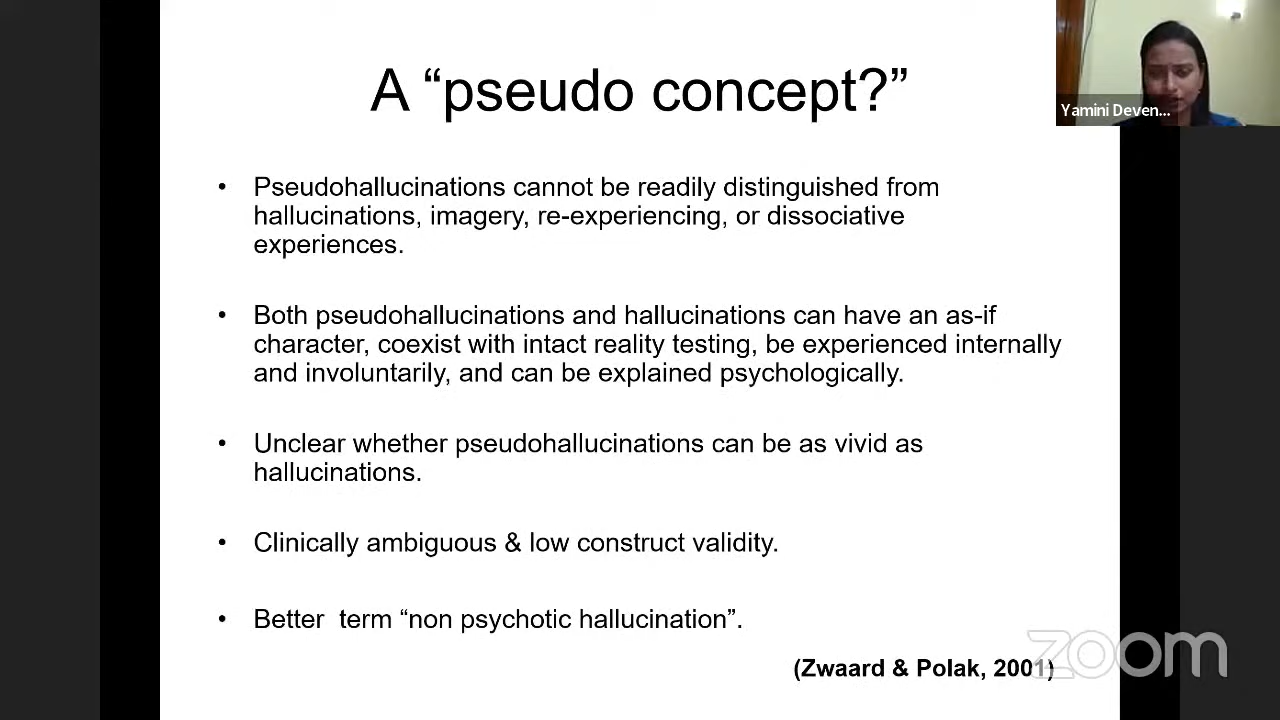 A “pseudo concept?”
Yamini Deven...
• Pseudohallucinations cannot be readily distinguished from
hallucinations, imagery, re-experiencing, or dissociative
experiences.
• Both pseudohallucinations and hallucinations can have an as-if
character, coexist with intact reality testing, be experienced internally
and involuntarily, and can be explained psychologically.
• Unclear whether pseudohallucinations can be as vivid as
hallucinations.
• Clinically ambiguous & low construct validity.
• Better  term “non psychotic hallucination”.
(Zwaard & Polak, 2001)
zoom